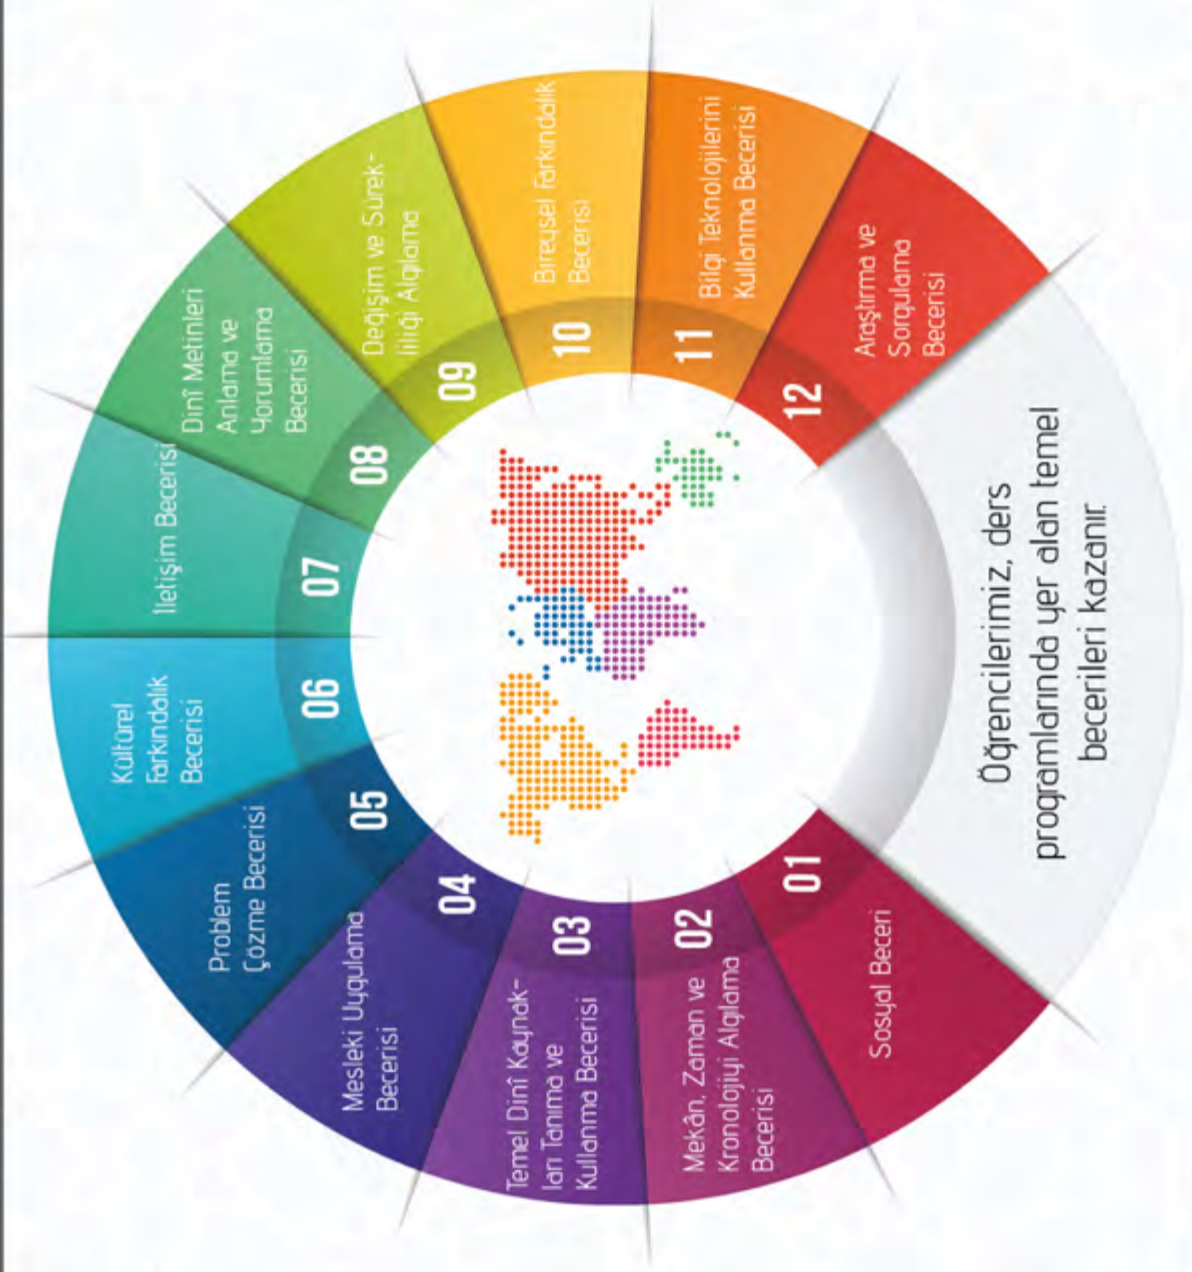 Öğrencilerimiz, ders
programlarında yer alan temel
becerileri kazanır.
01
Sosyal Beceri
02
Mekân, Zaman ve
Kronolojiyi Algılama
Becerisi
03
Temel Dinî Kaynak-
ları Tanıma ve
Kullanma Becerisi
04
Mesleki Uygulama
Becerisi
05
Problem
Çözme Becerisi
06
Kültürel
Farkındalık
Becerisi
07
İletişim Becerisi
08
Dinî Metinleri
Anlama ve
Yorumlama
Becerisi
09
Değişim ve Sürek-
liliği Algılama
10
Bireysel Farkındalık
Becerisi
11
Bilgi Teknolojilerini
Kullanma Becerisi
12
Araştırma ve
Sorgulama
Becerisi